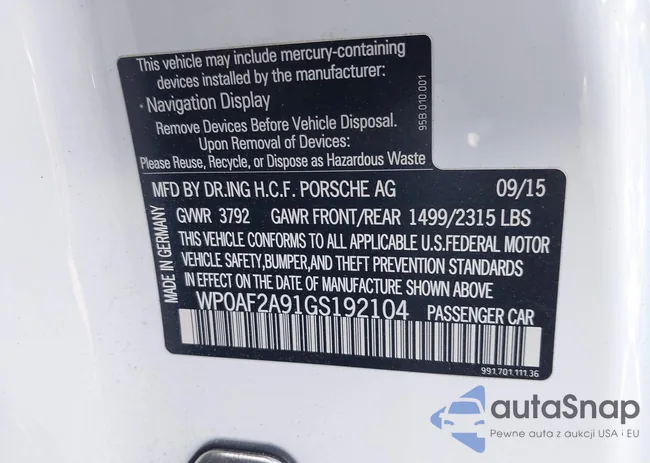 This vehicle may include mercury-containing
devices installed by the manufacturer:
• Navigation Display
Remove Devices Before Vehicle Disposal.
Upon Removal of Devices:
Please Reuse, Recycle, or Dispose as Hazardous Waste
95B.010.001
MFD BY DR.ING H.C.F. PORSCHE AG 09/15
GVWR 3792 GAWR FRONT/REAR 1499/2315 LBS
THIS VEHICLE CONFORMS TO ALL APPLICABLE U.S.FEDERAL MOTOR
VEHICLE SAFETY,BUMPER,AND THEFT PREVENTION STANDARDS
IN EFFECT ON THE DATE OF MANUFACTURE SHOWN ABOVE
WP0AF2A91GS192104 PASSENGER CAR
MADE IN GERMANY
991.701.111.36
autaSnap
Pewne auta z aukcji USA i EU